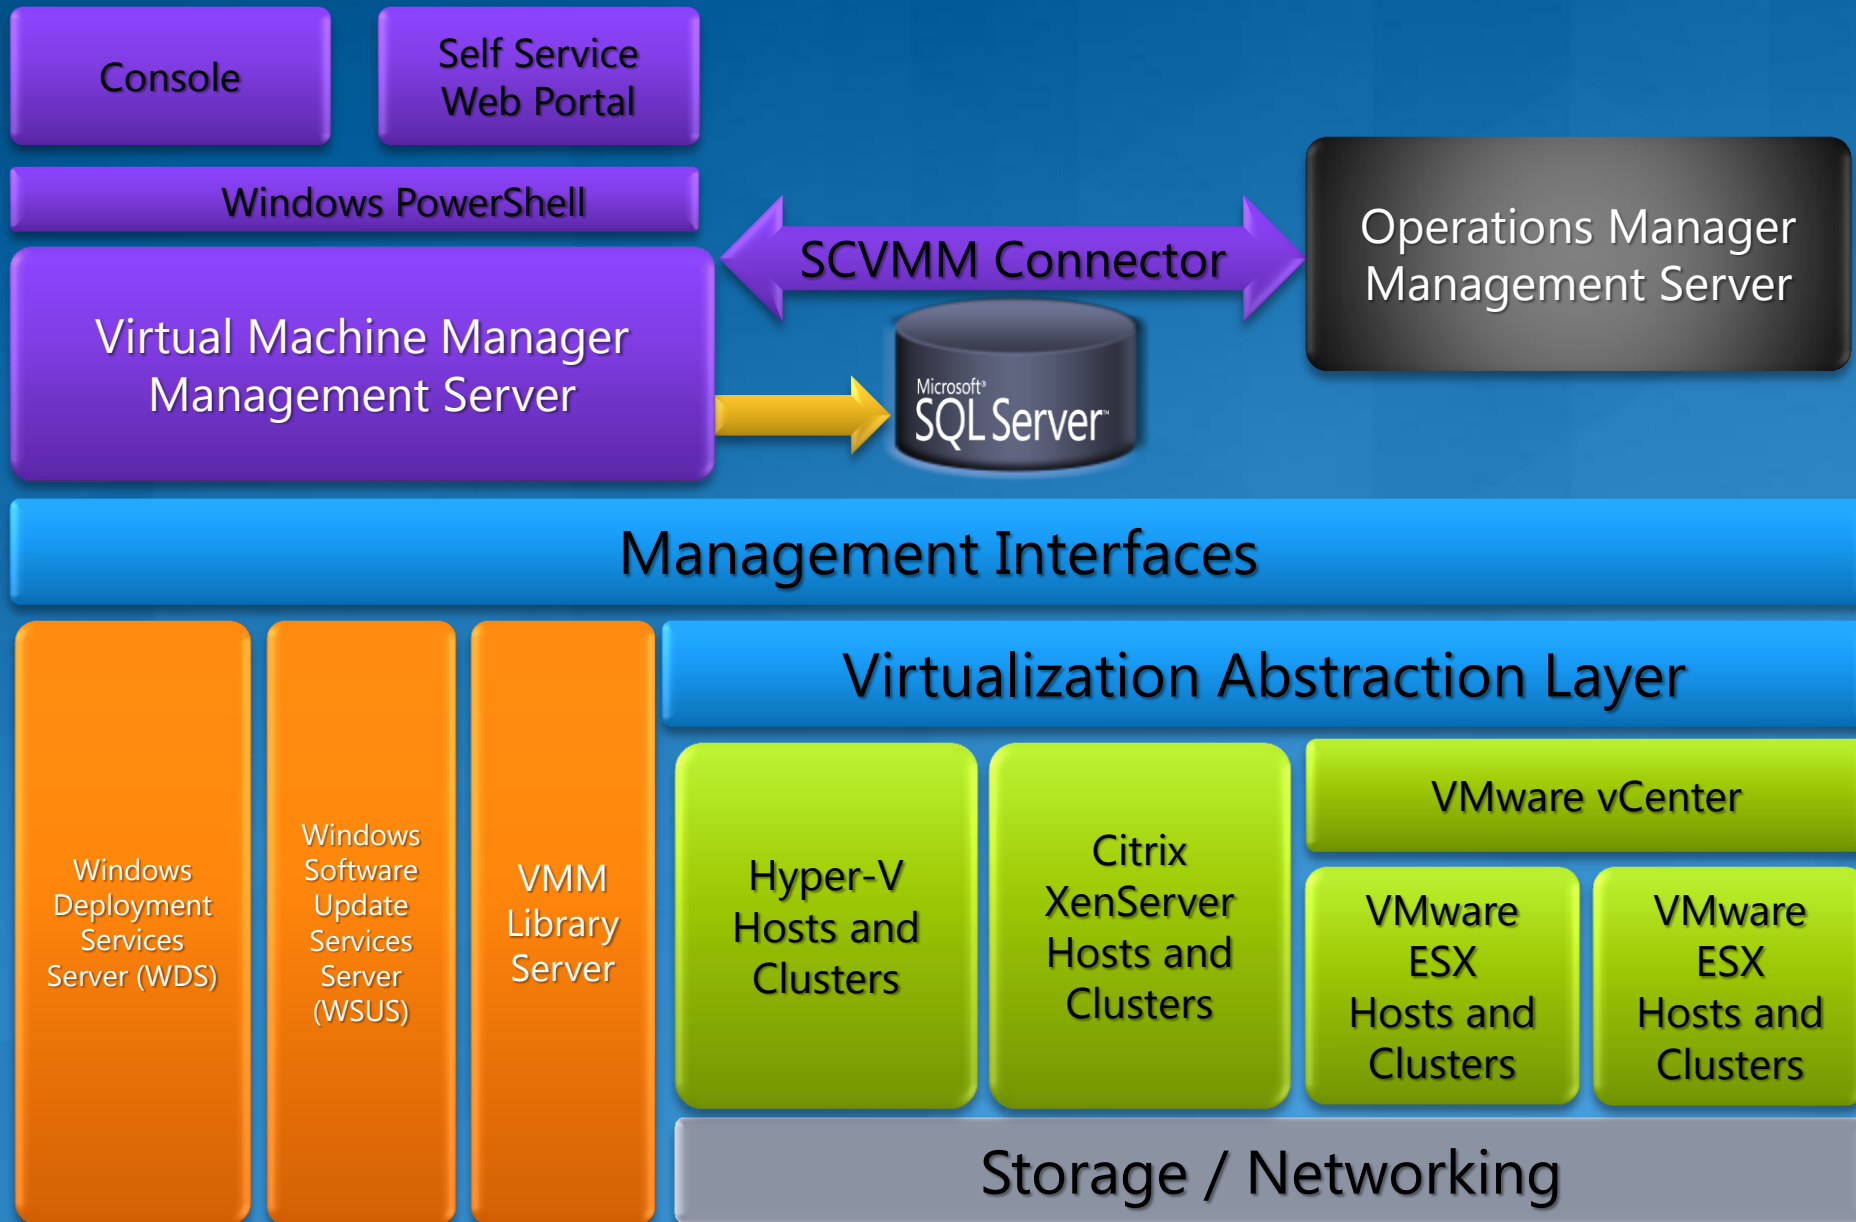 Console
Self Service
Web Portal
Windows PowerShell
SCVMM Connector
Operations Manager
Management Server
Virtual Machine Manager
Management Server
Microsoft®
SQL Server™
Management Interfaces
Windows
Deployment
Services
Server (WDS)
Windows
Software
Update
Services
Server
(WSUS)
VMM
Library
Server
Virtualization Abstraction Layer
Hyper-V
Hosts and
Clusters
Citrix
XenServer
Hosts and
Clusters
VMware vCenter
VMware
ESX
Hosts and
Clusters
VMware
ESX
Hosts and
Clusters
Storage / Networking